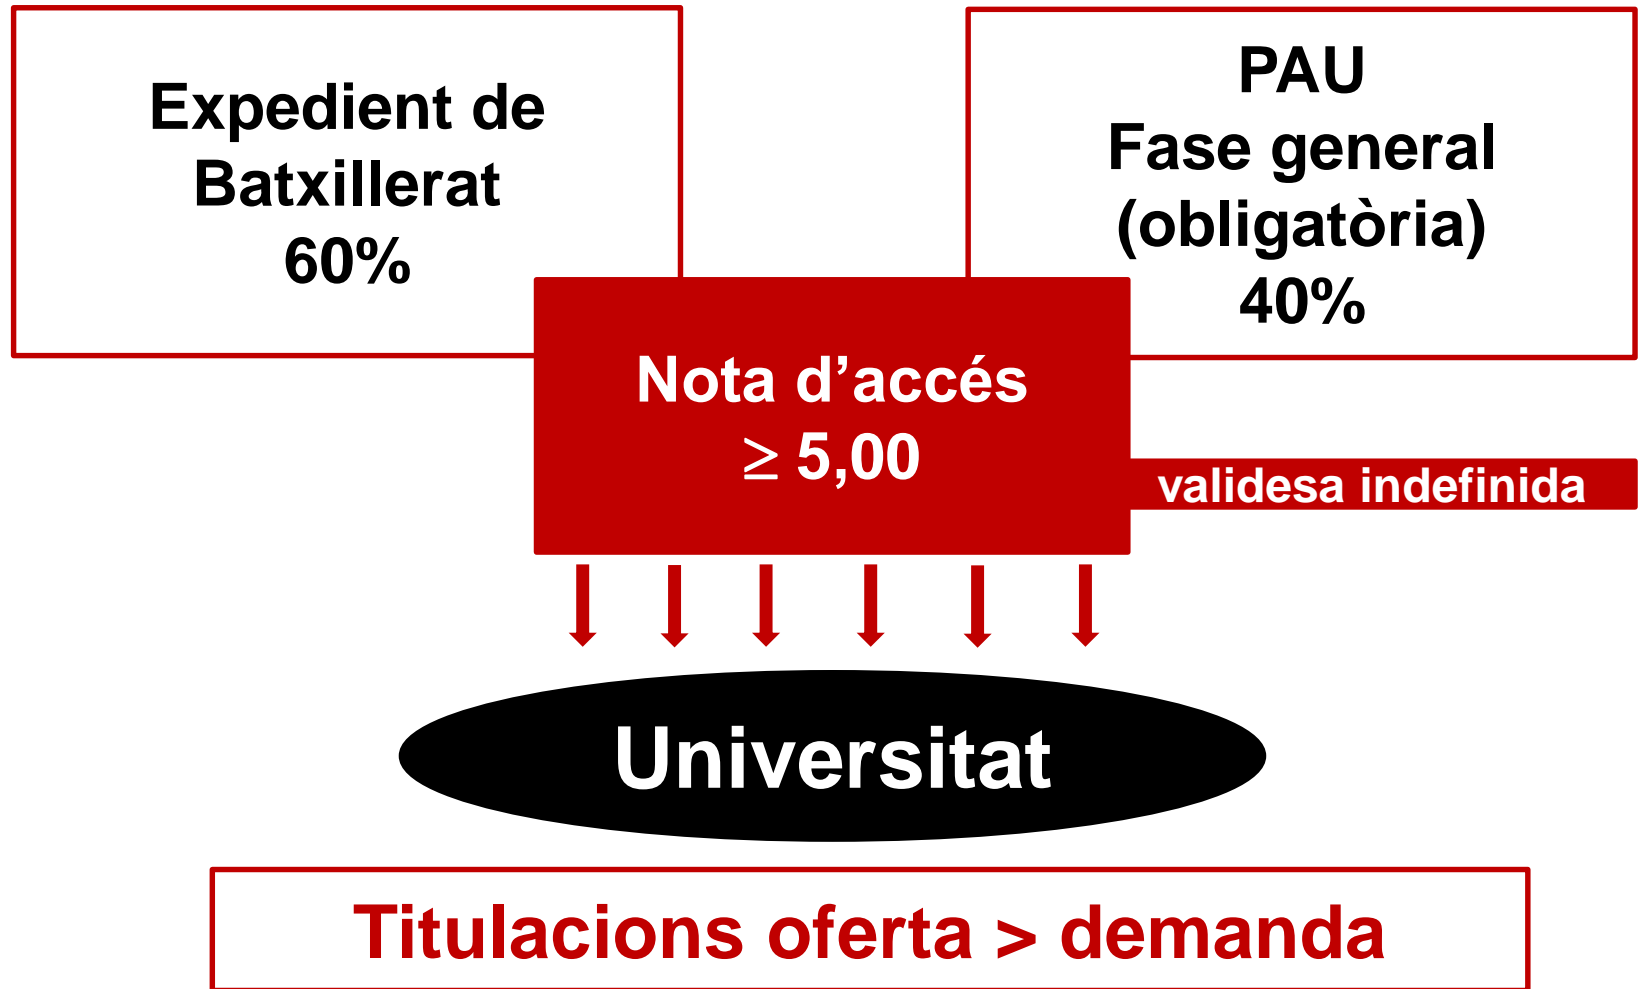 Expedient de
Batxillerat
60%
PAU
Fase general
(obligatòria)
40%
Nota d’accés
≥ 5,00
validesa indefinida
Universitat
Titulacions oferta > demanda